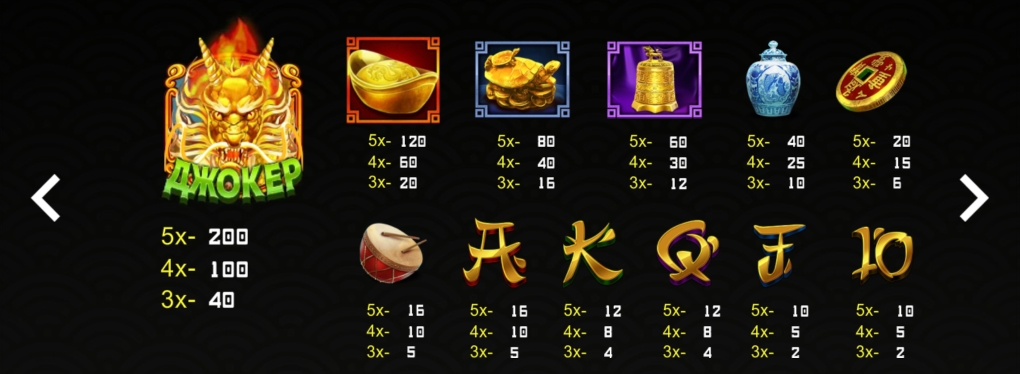 ДЖОКЕР
5x- 200
4x- 100
3x- 40
5x- 120
4x- 60
3x- 20
5x- 80
4x- 40
3x- 16
5x- 60
4x- 30
3x- 12
5x- 40
4x- 25
3x- 10
5x- 20
4x- 15
3x- 6
5x- 16
4x- 10
3x- 5
A
5x- 16
4x- 10
3x- 5
K
5x- 12
4x- 8
3x- 4
Q
5x- 12
4x- 8
3x- 4
J
5x- 10
4x- 5
3x- 2
10
5x- 10
4x- 5
3x- 2